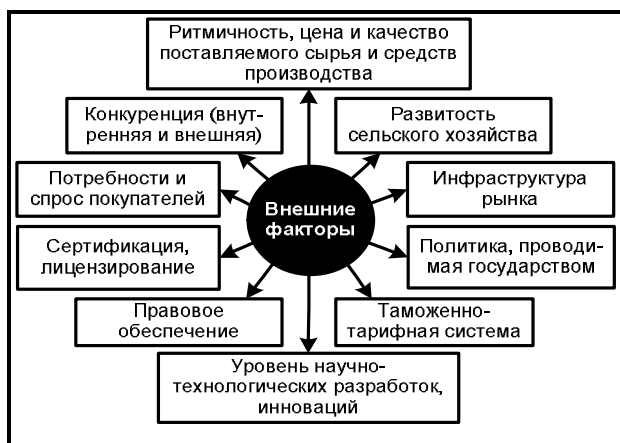 Ритмичность, цена и качество
поставляемого сырья и средств
производства
Конкуренция (внут-
ренняя и внешняя)
Развитость
сельского хозяйства
Потребности и
спрос покупателей
Внешние
факторы
Инфраструктура
рынка
Сертификация,
лицензирование
Политика, проводи-
мая государством
Правовое
обеспечение
Таможенно-
тарифная система
Уровень научно-
технологических разработок,
инноваций